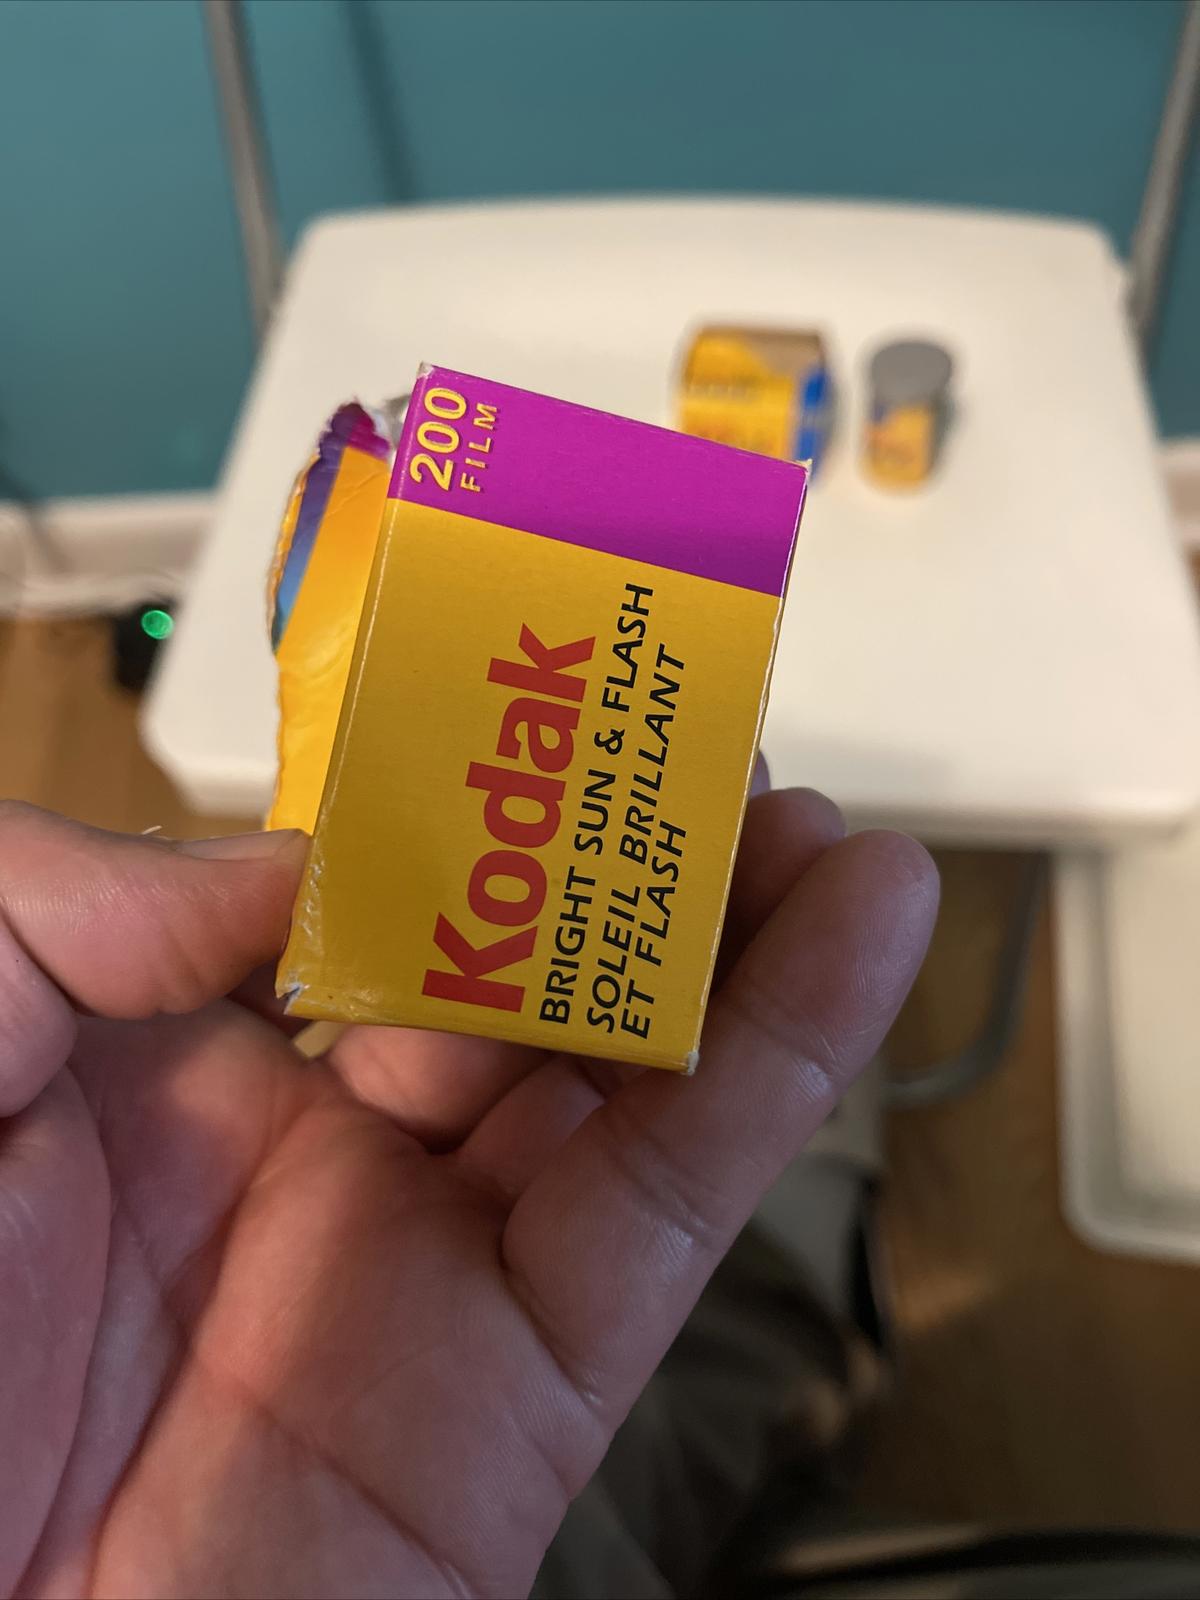 200
FILM
Kodak
BRIGHT SUN & FLASH
SOLEIL BRILLANT
ET FLASH